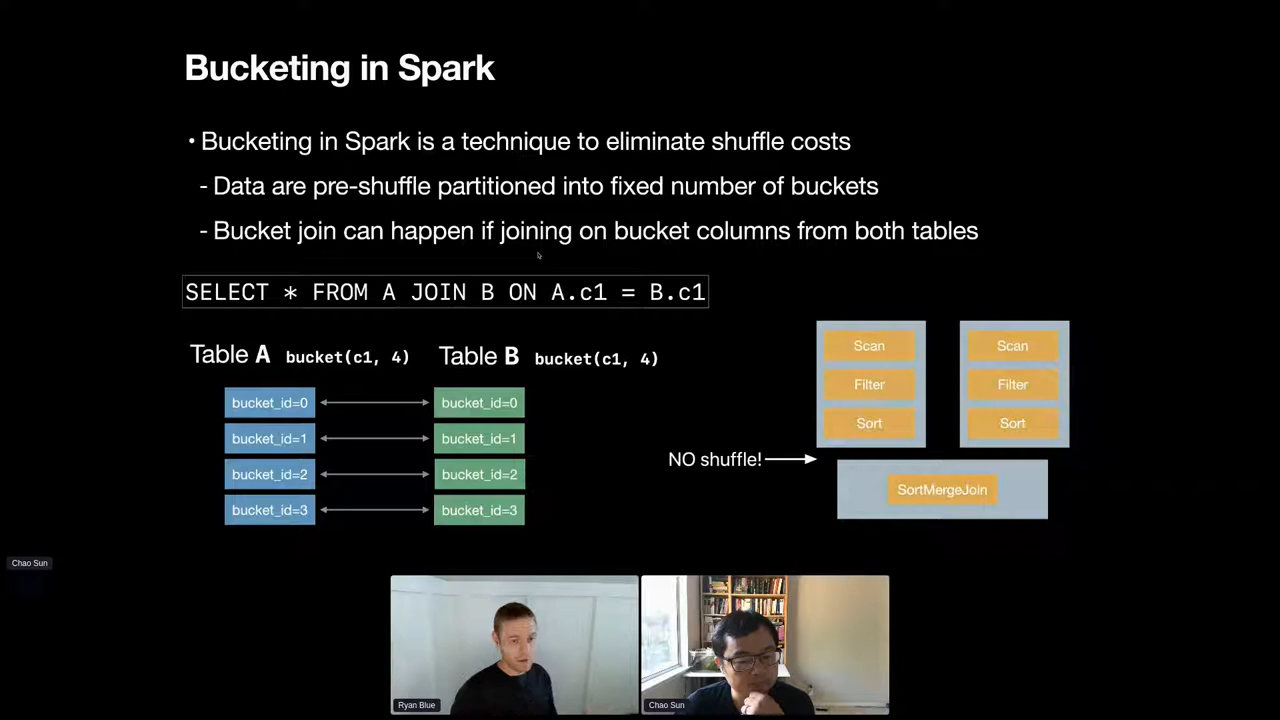 Bucketing in Spark
• Bucketing in Spark is a technique to eliminate shuffle costs
- Data are pre-shuffle partitioned into fixed number of buckets
- Bucket join can happen if joining on bucket columns from both tables
SELECT * FROM A JOIN B ON A.c1 = B.c1
Table A bucket(c1, 4)
Table B bucket(c1, 4)
bucket_id=0
bucket_id=0
bucket_id=1
bucket_id=1
bucket_id=2
bucket_id=2
bucket_id=3
bucket_id=3
Scan
Filter
Sort
Scan
Filter
Sort
NO shuffle!
SortMergeJoin
Chao Sun
Ryan Blue
Chao Sun